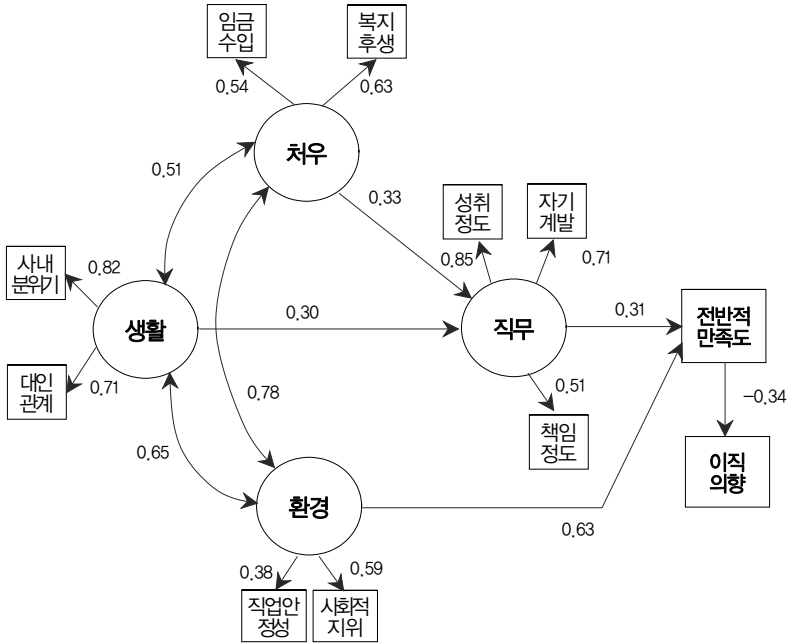 임금
수입
복지
후생
0.54
0.63
처우
0.51
0.33
성취
정도
자기
계발
사내
분위기
0.82
0.85
0.71
생활
0.30
직무
0.31
전반적
만족도
대인
관계
0.71
0.78
0.51
-0.34
책임
정도
0.65
이직
의향
환경
0.63
0.38
0.59
직업안
정성
사회적
지위